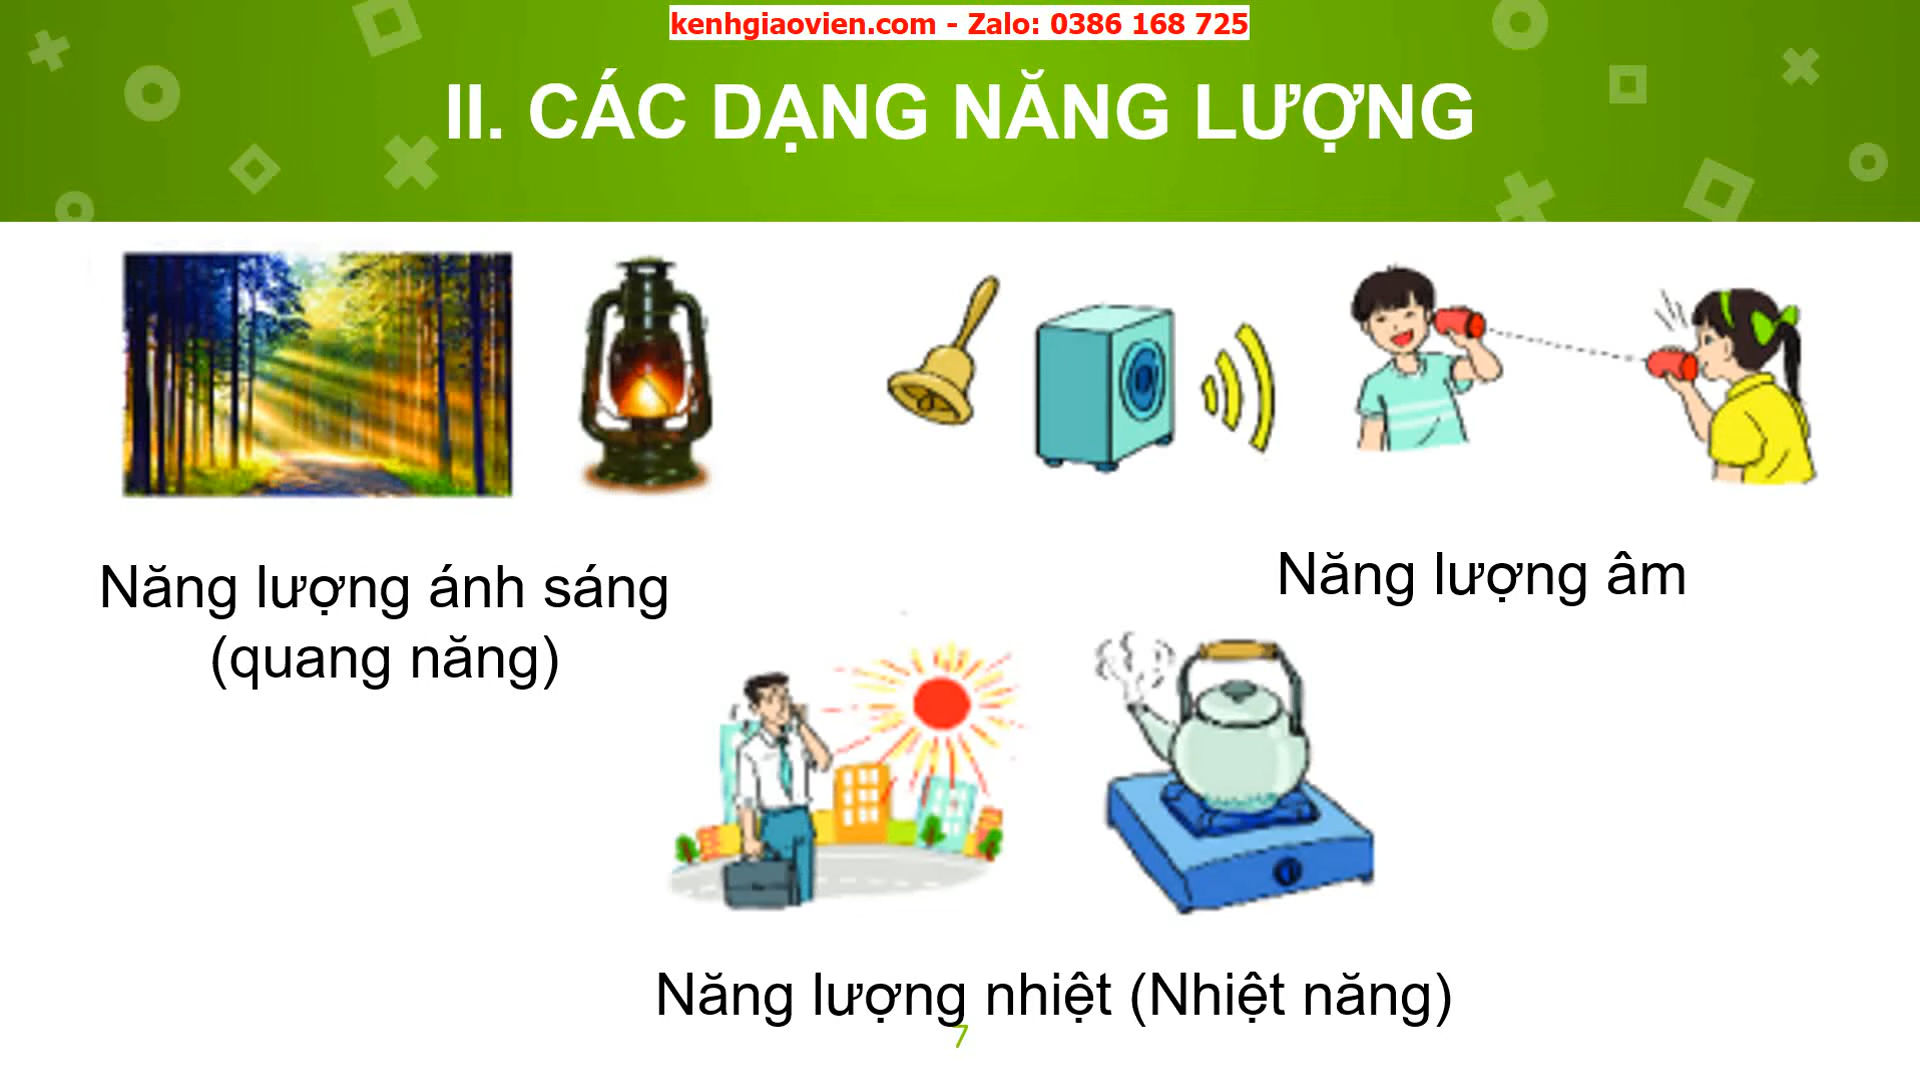 kenhgiaovien.com - Zalo: 0386 168 725
II. CÁC DẠNG NĂNG LƯỢNG
Năng lượng ánh sáng
(quang năng)
Năng lượng âm
Năng lượng nhiệt (Nhiệt năng)
7